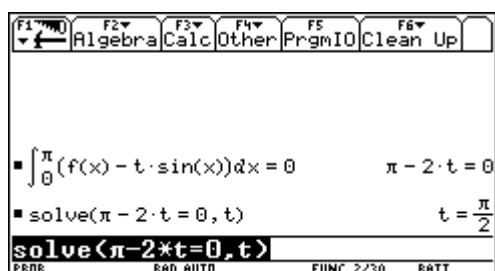 F1 F2 F3 F4 F5 F6
Algebra Calc Other PrgmIO Clean Up
∫₀^π (f(x) - t·sin(x))dx = 0 π - 2·t = 0
solve(π - 2·t = 0, t) t = π/2
solve(π-2*t=0,t)
RAD AUTO FUNC 2/30 BATT